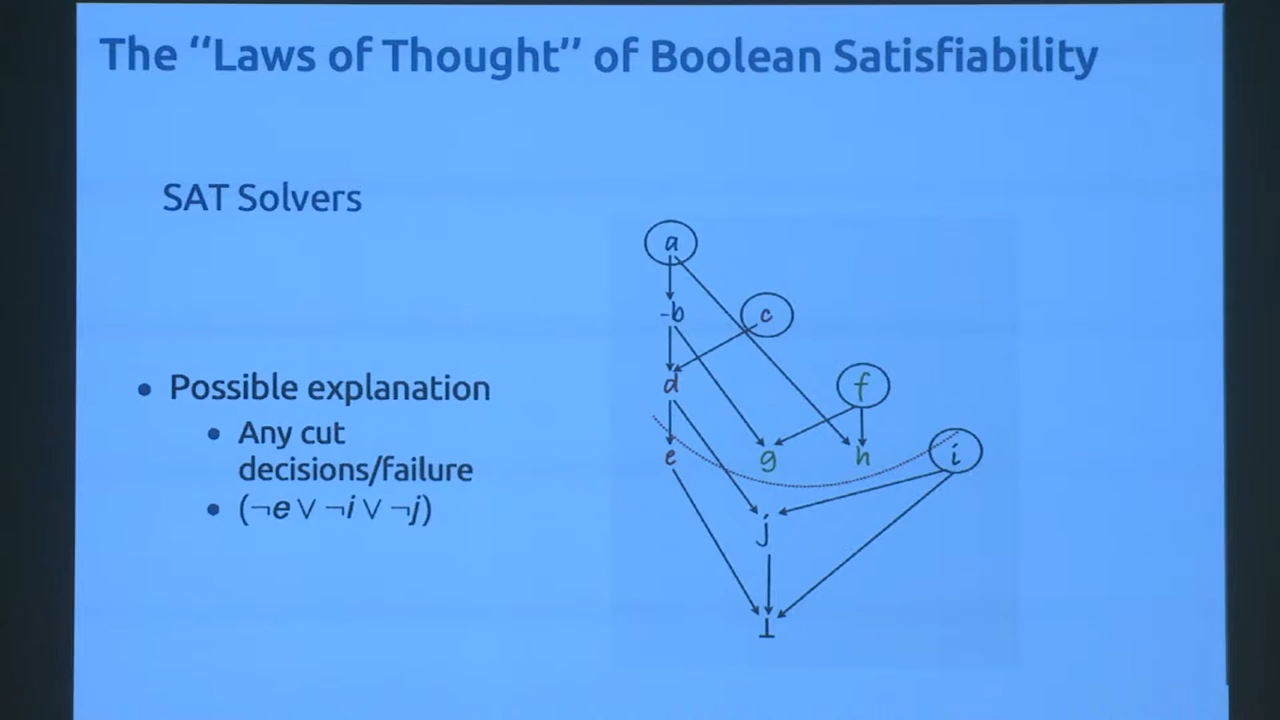 The “Laws of Thought” of Boolean Satisfiability
SAT Solvers
• Possible explanation
• Any cut
decisions/failure
• (¬e ∨ ¬i ∨ ¬j)
a
¬b
c
d
f
e
g
h
i
j
⊥